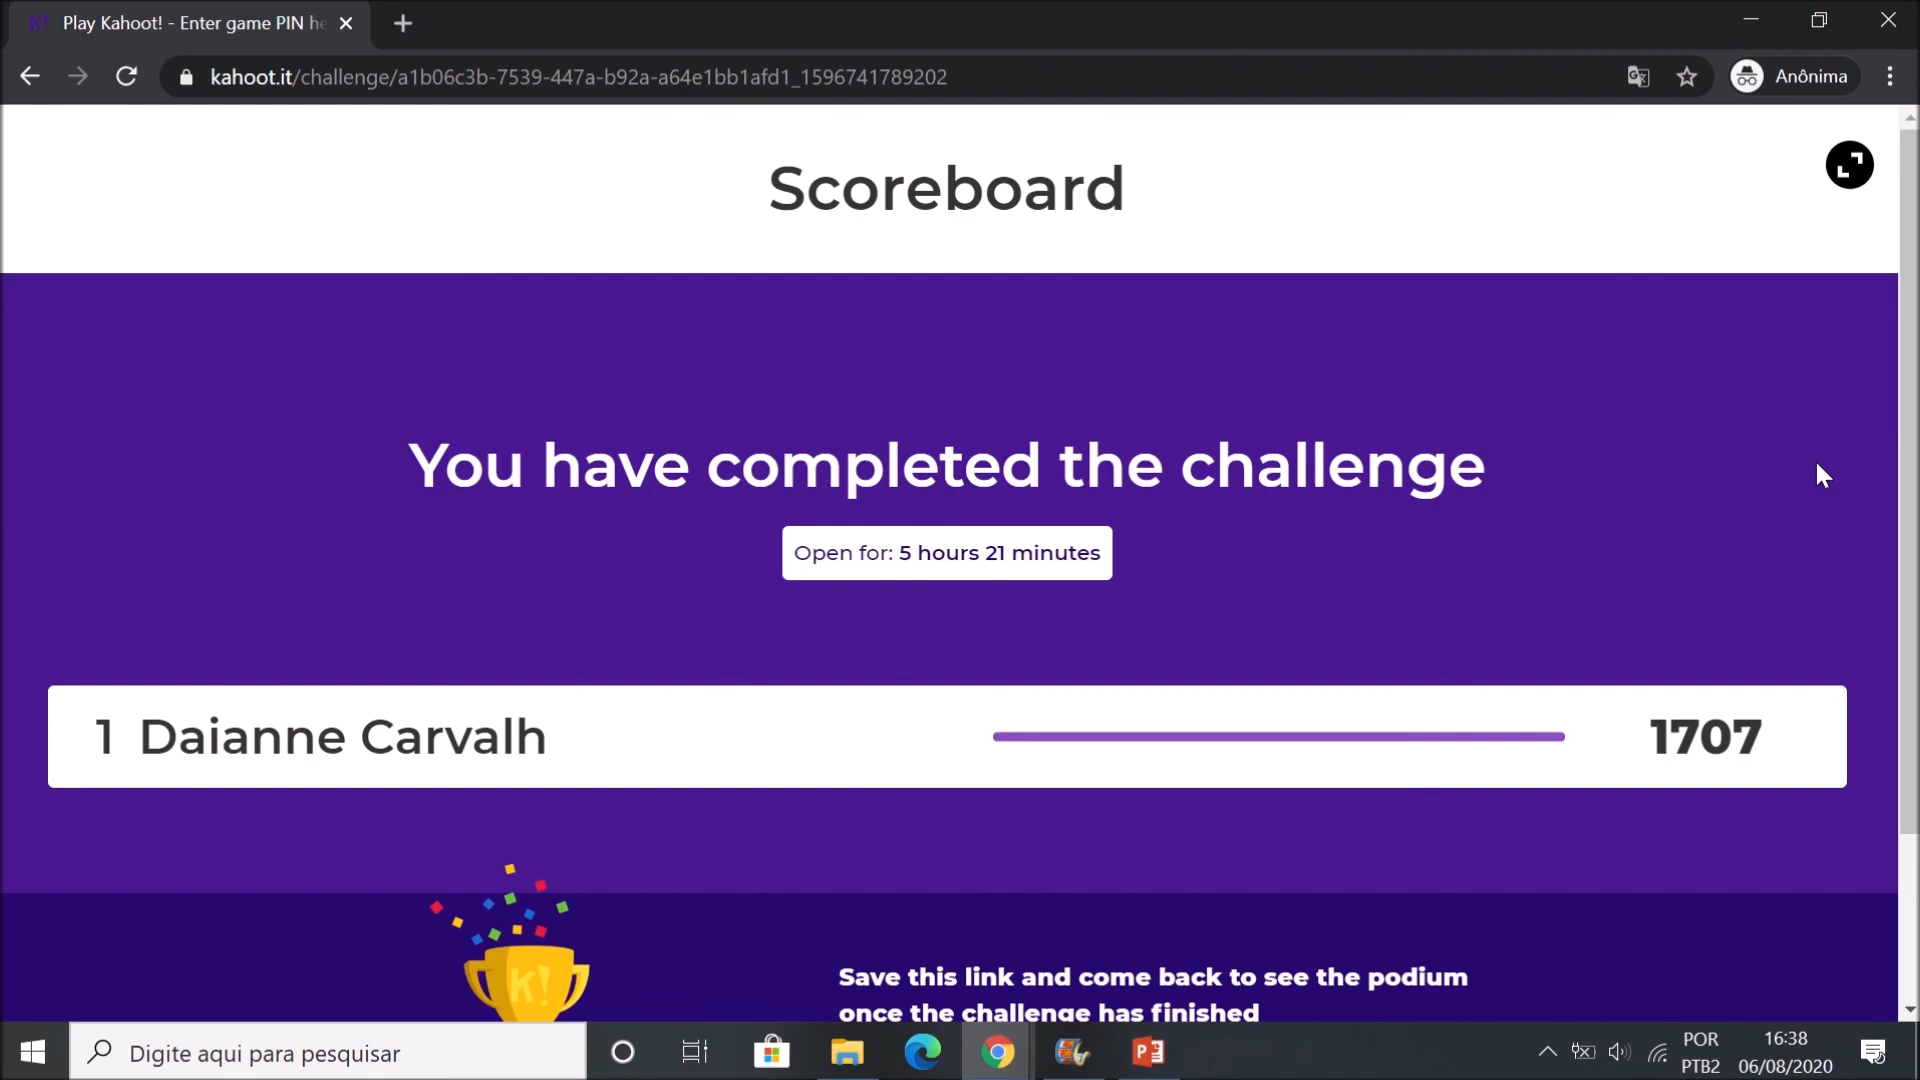 Play Kahoot! - Enter game PIN he
kahoot.it/challenge/a1b06c3b-7539-447a-b92a-a64e1bb1afd1_1596741789202
Anônima
Scoreboard
You have completed the challenge
Open for: 5 hours 21 minutes
1 Daianne Carvalh 1707
K!
Save this link and come back to see the podium
once the challenge has finished
Digite aqui para pesquisar
POR
PTB2
16:38
06/08/2020